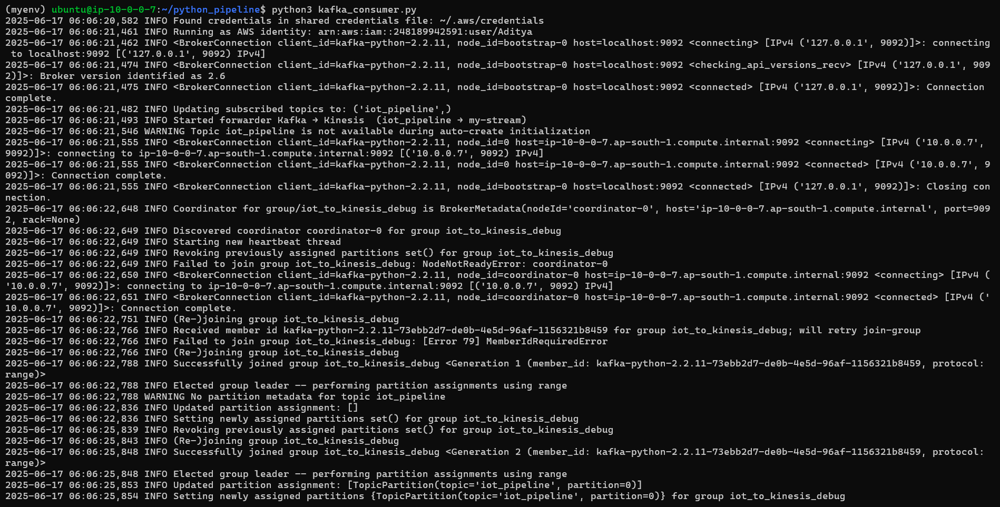 (myenv) ubuntu@ip-10-0-0-7:~/python_pipeline$ python3 kafka_consumer.py
2025-06-17 06:06:20,582 INFO Found credentials in shared credentials file: ~/.aws/credentials
2025-06-17 06:06:21,461 INFO Running as AWS identity: arn:aws:iam::248189942591:user/Aditya
2025-06-17 06:06:21,462 INFO <BrokerConnection client_id=kafka-python-2.2.11, node_id=bootstrap-0 host=localhost:9092 <connecting> [IPv4 ('127.0.0.1', 9092)]>: connecting
 to localhost:9092 [('127.0.0.1', 9092) IPv4]
2025-06-17 06:06:21,474 INFO <BrokerConnection client_id=kafka-python-2.2.11, node_id=bootstrap-0 host=localhost:9092 <checking_api_versions_recv> [IPv4 ('127.0.0.1', 909
2)]>: Broker version identified as 2.6
2025-06-17 06:06:21,475 INFO <BrokerConnection client_id=kafka-python-2.2.11, node_id=bootstrap-0 host=localhost:9092 <connected> [IPv4 ('127.0.0.1', 9092)]>: Connection
complete.
2025-06-17 06:06:21,482 INFO Updating subscribed topics to: ('iot_pipeline',)
2025-06-17 06:06:21,493 INFO Started forwarder Kafka → Kinesis  (iot_pipeline → my-stream)
2025-06-17 06:06:21,546 WARNING Topic iot_pipeline is not available during auto-create initialization
2025-06-17 06:06:21,555 INFO <BrokerConnection client_id=kafka-python-2.2.11, node_id=0 host=ip-10-0-0-7.ap-south-1.compute.internal:9092 <connecting> [IPv4 ('10.0.0.7',
9092)]>: connecting to ip-10-0-0-7.ap-south-1.compute.internal:9092 [('10.0.0.7', 9092) IPv4]
2025-06-17 06:06:21,555 INFO <BrokerConnection client_id=kafka-python-2.2.11, node_id=0 host=ip-10-0-0-7.ap-south-1.compute.internal:9092 <connected> [IPv4 ('10.0.0.7', 9
092)]>: Connection complete.
2025-06-17 06:06:21,555 INFO <BrokerConnection client_id=kafka-python-2.2.11, node_id=bootstrap-0 host=localhost:9092 <connected> [IPv4 ('127.0.0.1', 9092)]>: Closing con
nection.
2025-06-17 06:06:22,648 INFO Coordinator for group/iot_to_kinesis_debug is BrokerMetadata(nodeId='coordinator-0', host='ip-10-0-0-7.ap-south-1.compute.internal', port=909
2, rack=None)
2025-06-17 06:06:22,649 INFO Discovered coordinator coordinator-0 for group iot_to_kinesis_debug
2025-06-17 06:06:22,649 INFO Starting new heartbeat thread
2025-06-17 06:06:22,649 INFO Revoking previously assigned partitions set() for group iot_to_kinesis_debug
2025-06-17 06:06:22,649 INFO Failed to join group iot_to_kinesis_debug: NodeNotReadyError: coordinator-0
2025-06-17 06:06:22,650 INFO <BrokerConnection client_id=kafka-python-2.2.11, node_id=coordinator-0 host=ip-10-0-0-7.ap-south-1.compute.internal:9092 <connecting> [IPv4 (
'10.0.0.7', 9092)]>: connecting to ip-10-0-0-7.ap-south-1.compute.internal:9092 [('10.0.0.7', 9092) IPv4]
2025-06-17 06:06:22,651 INFO <BrokerConnection client_id=kafka-python-2.2.11, node_id=coordinator-0 host=ip-10-0-0-7.ap-south-1.compute.internal:9092 <connected> [IPv4 ('
10.0.0.7', 9092)]>: Connection complete.
2025-06-17 06:06:22,751 INFO (Re-)joining group iot_to_kinesis_debug
2025-06-17 06:06:22,766 INFO Received member id kafka-python-2.2.11-73ebb2d7-de0b-4e5d-96af-1156321b8459 for group iot_to_kinesis_debug; will retry join-group
2025-06-17 06:06:22,766 INFO Failed to join group iot_to_kinesis_debug: [Error 79] MemberIdRequiredError
2025-06-17 06:06:22,766 INFO (Re-)joining group iot_to_kinesis_debug
2025-06-17 06:06:22,788 INFO Successfully joined group iot_to_kinesis_debug <Generation 1 (member_id: kafka-python-2.2.11-73ebb2d7-de0b-4e5d-96af-1156321b8459, protocol:
range)>
2025-06-17 06:06:22,788 INFO Elected group leader -- performing partition assignments using range
2025-06-17 06:06:22,788 WARNING No partition metadata for topic iot_pipeline
2025-06-17 06:06:22,836 INFO Updated partition assignment: []
2025-06-17 06:06:22,836 INFO Setting newly assigned partitions set() for group iot_to_kinesis_debug
2025-06-17 06:06:25,839 INFO Revoking previously assigned partitions set() for group iot_to_kinesis_debug
2025-06-17 06:06:25,843 INFO (Re-)joining group iot_to_kinesis_debug
2025-06-17 06:06:25,848 INFO Successfully joined group iot_to_kinesis_debug <Generation 2 (member_id: kafka-python-2.2.11-73ebb2d7-de0b-4e5d-96af-1156321b8459, protocol:
range)>
2025-06-17 06:06:25,848 INFO Elected group leader -- performing partition assignments using range
2025-06-17 06:06:25,853 INFO Updated partition assignment: [TopicPartition(topic='iot_pipeline', partition=0)]
2025-06-17 06:06:25,854 INFO Setting newly assigned partitions {TopicPartition(topic='iot_pipeline', partition=0)} for group iot_to_kinesis_debug